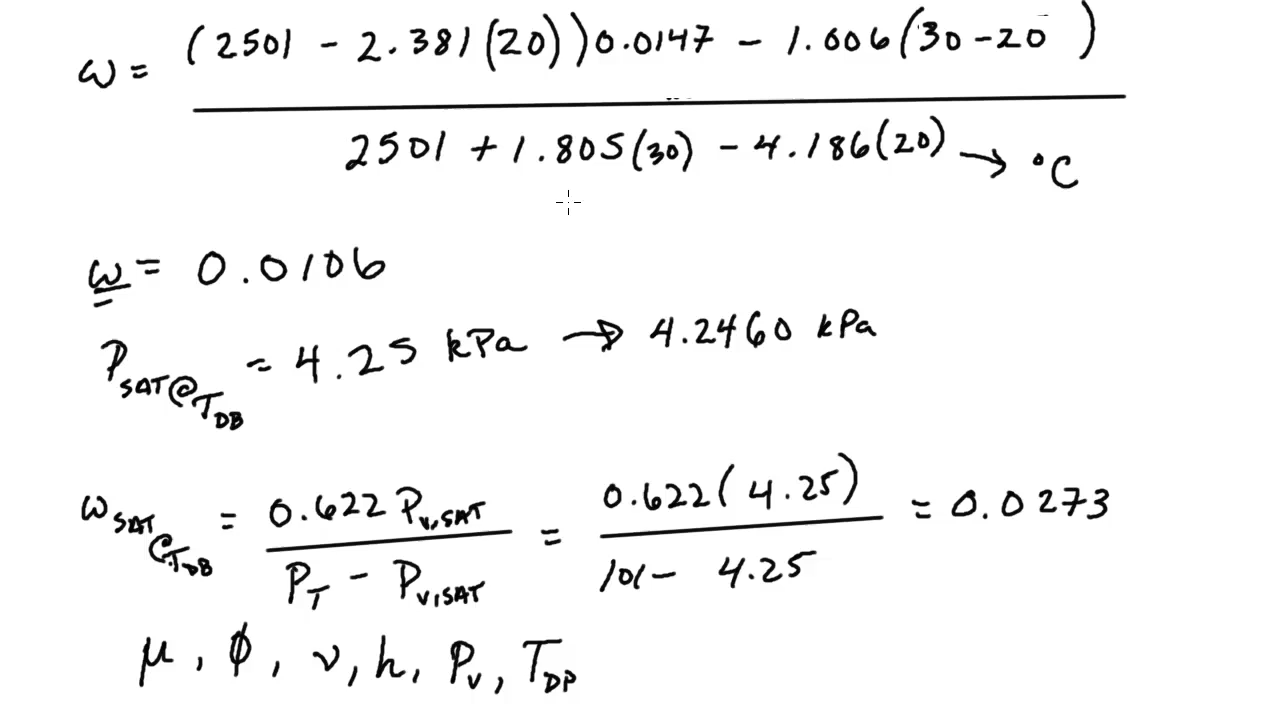 (2501 - 2.381(20))0.0147 - 1.006(30-20)
ω =
2501 + 1.805(30) - 4.186(20) → °C
ω = 0.0106
P_SAT@T_DB = 4.25 kPa → 4.2460 kPa
ω_SAT@T_DB = 0.622 P_v,SAT / P_T - P_v,SAT = 0.622(4.25) / 101 - 4.25 = 0.0273
μ, φ, ν, h, P_v, T_DP